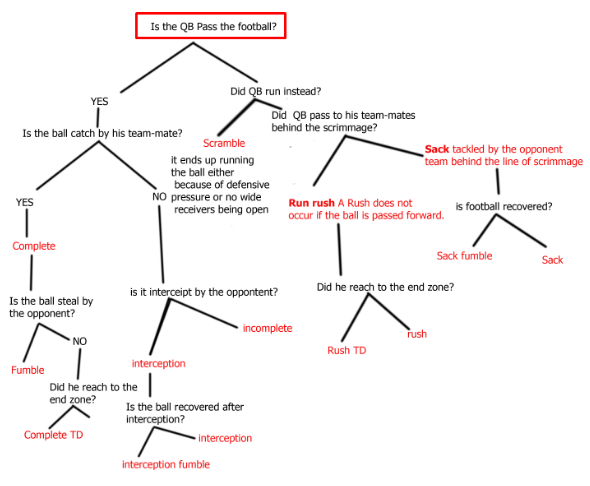 Is the QB Pass the football?
YES
Did QB run instead?
Is the ball catch by his team-mate?
Scramble
Did QB pass to his team-mates
behind the scrimmage?
it ends up running
the ball either
because of defensive
pressure or no wide
receivers being open
Sack tackled by the opponent
team behind the line of scrimmage
YES
NO
Run rush A Rush does not
occur if the ball is passed forward.
is football recovered?
Complete
Sack fumble
Sack
Is the ball steal by
the opponent?
is it interceipt by the oppontent?
Did he reach to the end zone?
NO
incomplete
Fumble
interception
Rush TD
rush
Did he reach to the
end zone?
Is the ball recovered after
interception?
Complete TD
interception
interception fumble